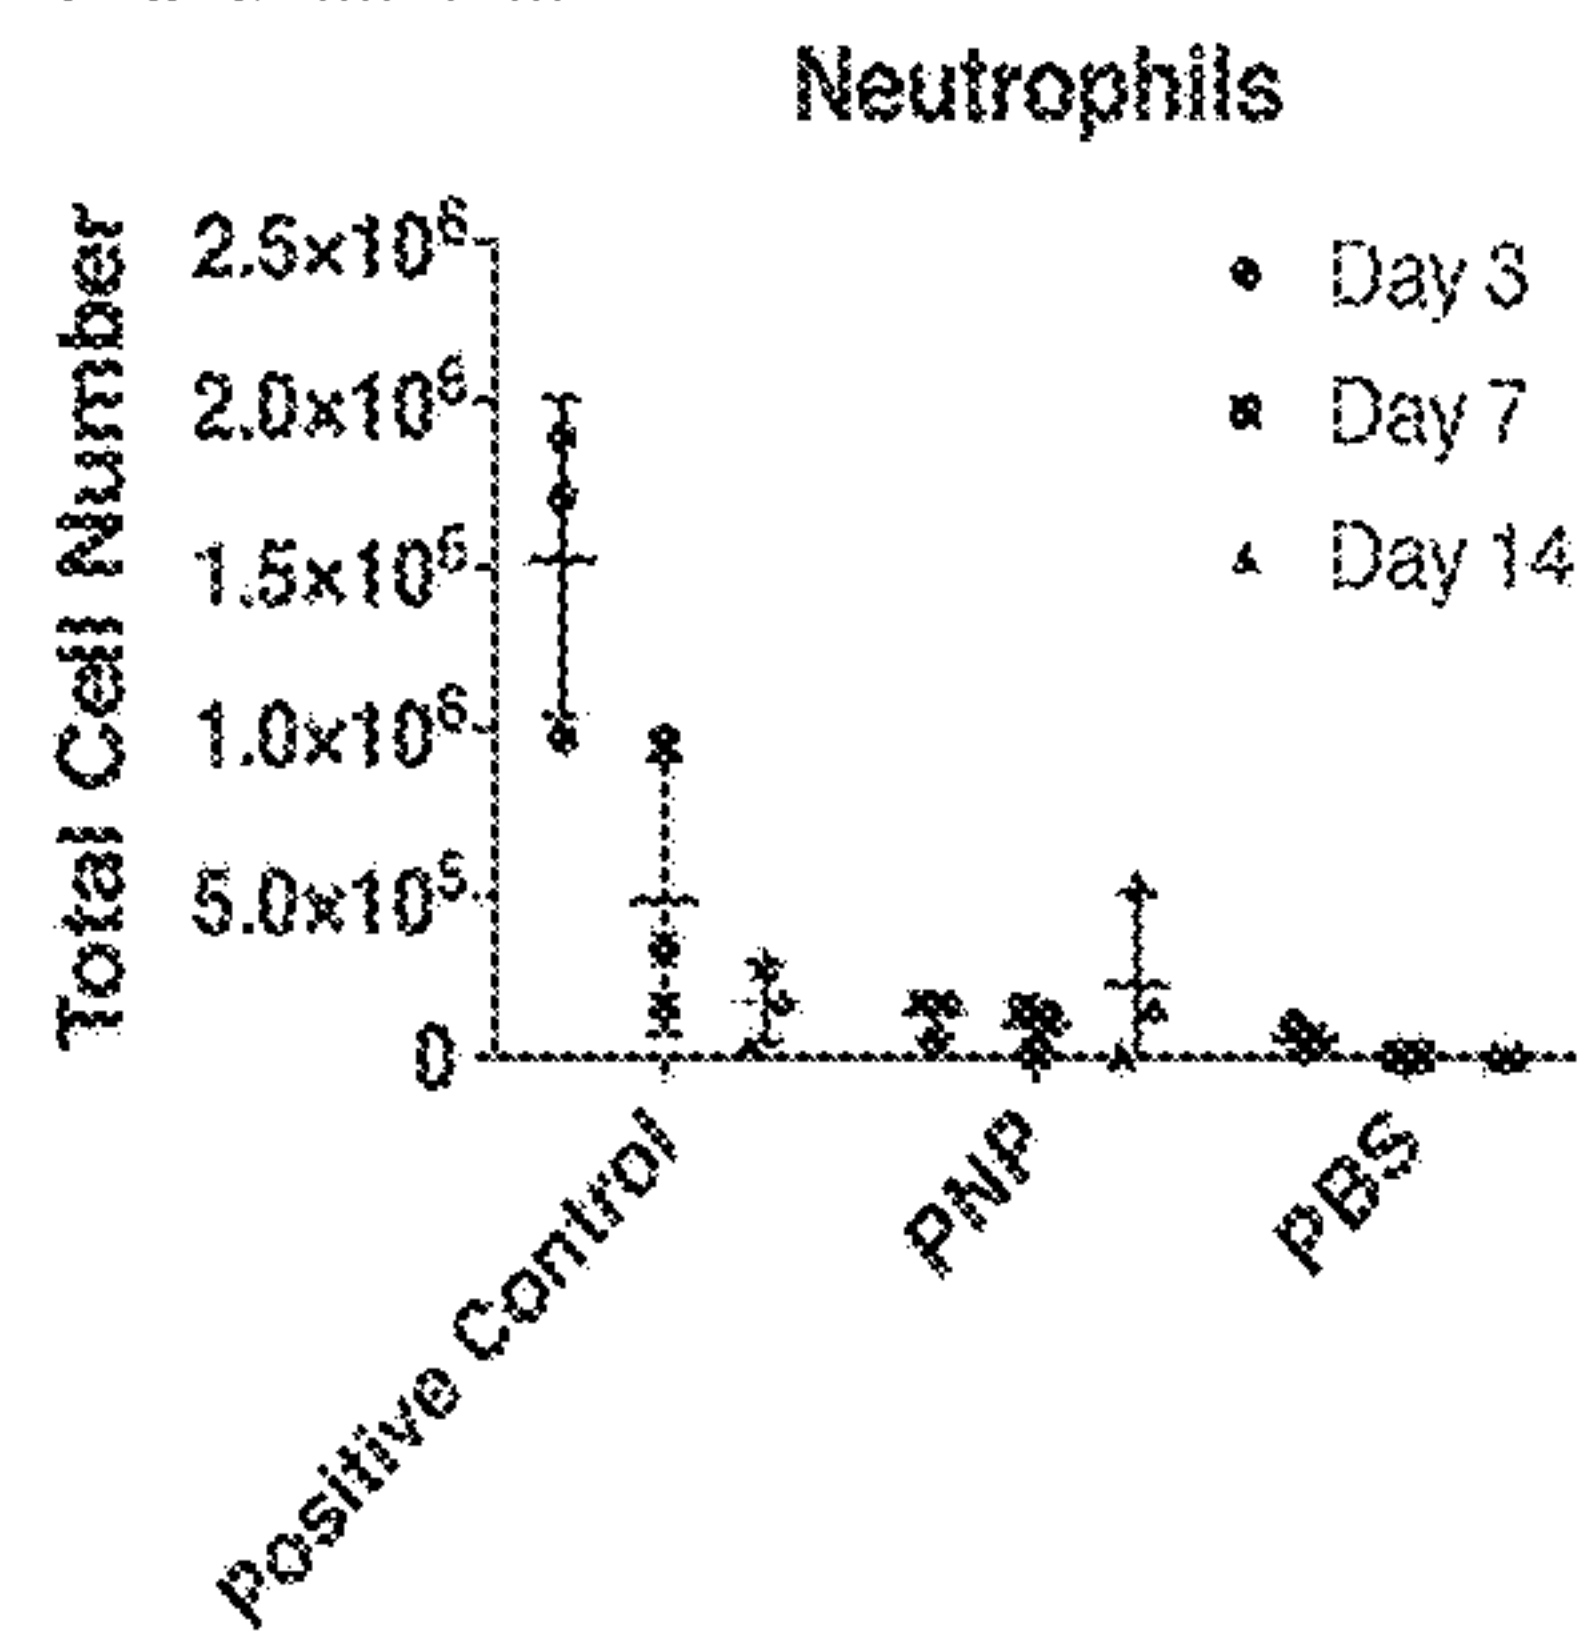 Neutrophils
Total Cell Number
2.5×10⁶
2.0×10⁶
1.5×10⁶
1.0×10⁶
5.0×10⁵
0
Day 3
Day 7
Day 14
Positive Control
PNP
PBS